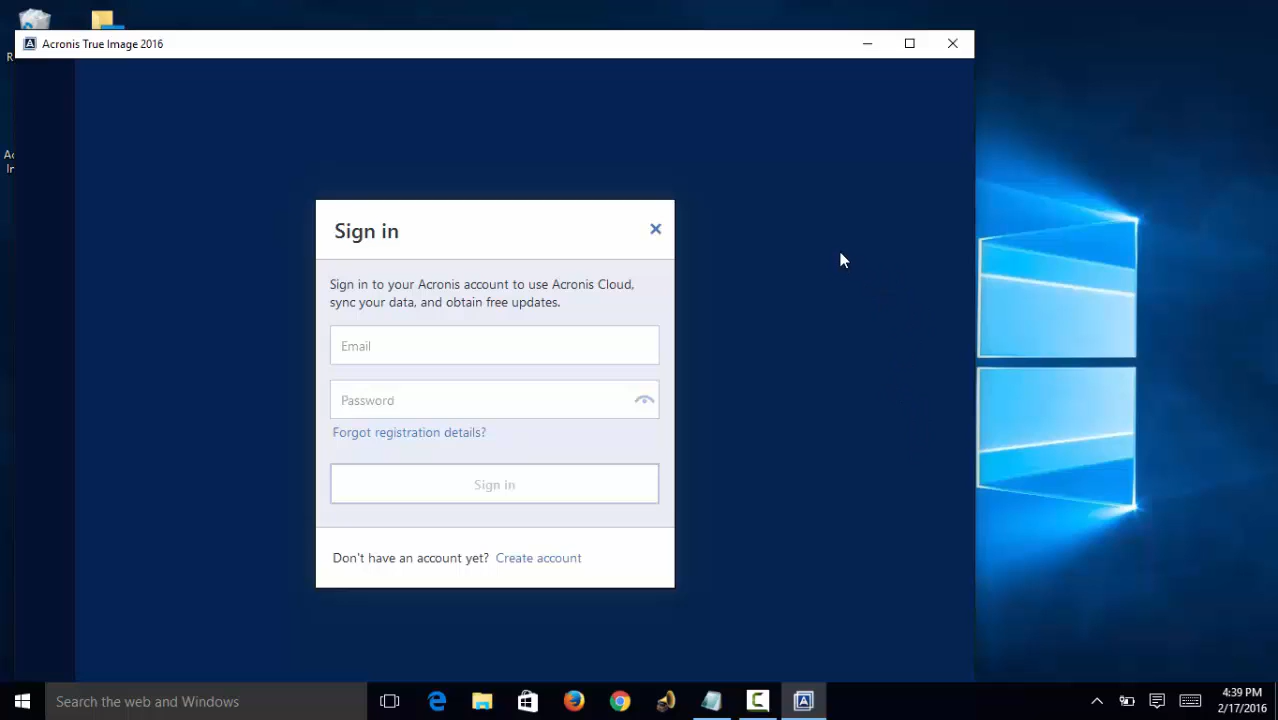 Acronis True Image 2016
R
Ac
Ir
Sign in
Sign in to your Acronis account to use Acronis Cloud,
sync your data, and obtain free updates.
Email
Password
Forgot registration details?
Sign in
Don't have an account yet? Create account
Search the web and Windows
4:39 PM
2/17/2016